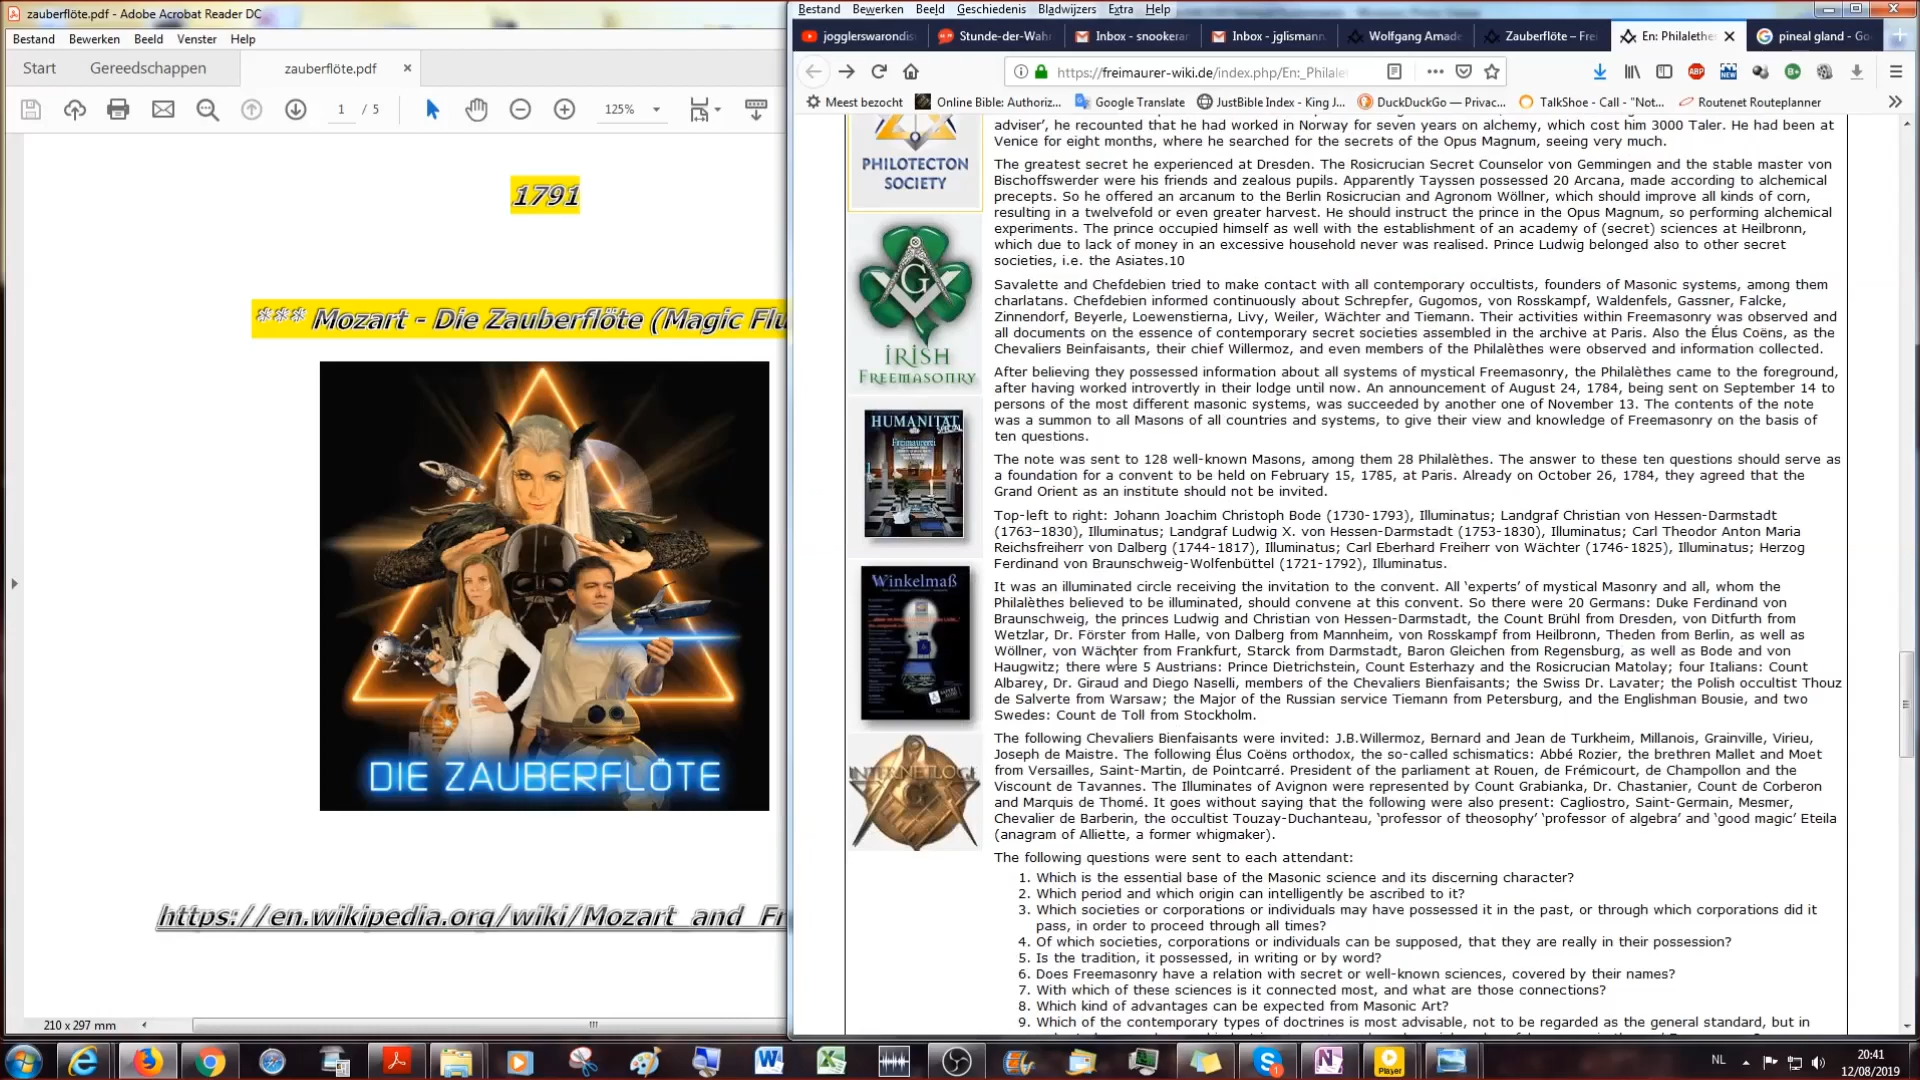 zauberflöte.pdf - Adobe Acrobat Reader DC
Bestand Bewerken Beeld Venster Help
Start Gereedschappen zauberflöte.pdf ×
1 / 5 125%
1791
*** Mozart - Die Zauberflöte (Magic Flu
DIE ZAUBERFLÖTE
https://en.wikipedia.org/wiki/Mozart_and_Fr
210 x 297 mm
Bestand Bewerken Beeld Geschiedenis Bladwijzers Extra Help
jogglerswarondis Stunde-der-Wah Inbox - snookerar Inbox - jglismann. Wolfgang Amade Zauberflöte – Fre En: Philalethe pineal gland - Go
https://freimaurer-wiki.de/index.php/En:_Philalet
Meest bezocht Online Bible: Authoriz... Google Translate JustBible Index - King J... DuckDuckGo — Privac... TalkShoe - Call - "Not... Routenet Routeplanner
PHILOTECTON
SOCIETY
G
IRISH
FREEMASONRY
HUMANITÄT
Freimaurerei
Winkelmaß
INTERNETLOGE
adviser’, he recounted that he had worked in Norway for seven years on alchemy, which cost him 3000 Taler. He had been at
Venice for eight months, where he searched for the secrets of the Opus Magnum, seeing very much.
The greatest secret he experienced at Dresden. The Rosicrucian Secret Counselor von Gemmingen and the stable master von
Bischoffswerder were his friends and zealous pupils. Apparently Tayssen possessed 20 Arcana, made according to alchemical
precepts. So he offered an arcanum to the Berlin Rosicrucian and Agronom Wöllner, which should improve all kinds of corn,
resulting in a twelvefold or even greater harvest. He should instruct the prince in the Opus Magnum, so performing alchemical
experiments. The prince occupied himself as well with the establishment of an academy of (secret) sciences at Heilbronn,
which due to lack of money in an excessive household never was realised. Prince Ludwig belonged also to other secret
societies, i.e. the Asiates.10
Savalette and Chefdebien tried to make contact with all contemporary occultists, founders of Masonic systems, among them
charlatans. Chefdebien informed continuously about Schrepfer, Gugomos, von Rosskampf, Waldenfels, Gassner, Falcke,
Zinnendorf, Beyerle, Loewenstierna, Livy, Weiler, Wächter and Tiemann. Their activities within Freemasonry was observed and
all documents on the essence of contemporary secret societies assembled in the archive at Paris. Also the Élus Coëns, as the
Chevaliers Beinfaisants, their chief Willermoz, and even members of the Philalèthes were observed and information collected.
After believing they possessed information about all systems of mystical Freemasonry, the Philalèthes came to the foreground,
after having worked introvertly in their lodge until now. An announcement of August 24, 1784, being sent on September 14 to
persons of the most different masonic systems, was succeeded by another one of November 13. The contents of the note
was a summon to all Masons of all countries and systems, to give their view and knowledge of Freemasonry on the basis of
ten questions.
The note was sent to 128 well-known Masons, among them 28 Philalèthes. The answer to these ten questions should serve as
a foundation for a convent to be held on February 15, 1785, at Paris. Already on October 26, 1784, they agreed that the
Grand Orient as an institute should not be invited.
Top-left to right: Johann Joachim Christoph Bode (1730-1793), Illuminatus; Landgraf Christian von Hessen-Darmstadt
(1763–1830), Illuminatus; Landgraf Ludwig X. von Hessen-Darmstadt (1753-1830), Illuminatus; Carl Theodor Anton Maria
Reichsfreiherr von Dalberg (1744-1817), Illuminatus; Carl Eberhard Freiherr von Wächter (1746-1825), Illuminatus; Herzog
Ferdinand von Braunschweig-Wolfenbüttel (1721-1792), Illuminatus.
It was an illuminated circle receiving the invitation to the convent. All ‘experts’ of mystical Masonry and all, whom the
Philalèthes believed to be illuminated, should convene at this convent. So there were 20 Germans: Duke Ferdinand von
Braunschweig, the princes Ludwig and Christian von Hessen-Darmstadt, the Count Brühl from Dresden, von Ditfurth from
Wetzlar, Dr. Förster from Halle, von Dalberg from Mannheim, von Rosskampf from Heilbronn, Theden from Berlin, as well as
Wöllner, von Wächter from Frankfurt, Starck from Darmstadt, Baron Gleichen from Regensburg, as well as Bode and von
Haugwitz; there were 5 Austrians: Prince Dietrichstein, Count Esterhazy and the Rosicrucian Matolay; four Italians: Count
Albarey, Dr. Giraud and Diego Naselli, members of the Chevaliers Bienfaisants; the Swiss Dr. Lavater; the Polish occultist Thouz
de Salverte from Warsaw; the Major of the Russian service Tiemann from Petersburg, and the Englishman Bousie, and two
Swedes: Count de Toll from Stockholm.
The following Chevaliers Bienfaisants were invited: J.B.Willermoz, Bernard and Jean de Turkheim, Millanois, Grainville, Virieu,
Joseph de Maistre. The following Élus Coëns orthodox, the so-called schismatics: Abbé Rozier, the brethren Mallet and Moet
from Versailles, Saint-Martin, de Pointcarré. President of the parliament at Rouen, de Frémicourt, de Champollon and the
Viscount de Tavannes. The Illuminates of Avignon were represented by Count Grabianka, Dr. Chastanier, Count de Corberon
and Marquis de Thomé. It goes without saying that the following were also present: Cagliostro, Saint-Germain, Mesmer,
Chevalier de Barberin, the occultist Touzay-Duchanteau, ‘professor of theosophy’ ‘professor of algebra’ and ‘good magic’ Eteila
(anagram of Alliette, a former whigmaker).
The following questions were sent to each attendant:
1. Which is the essential base of the Masonic science and its discerning character?
2. Which period and which origin can intelligently be ascribed to it?
3. Which societies or corporations or individuals may have possessed it in the past, or through which corporations did it
pass, in order to proceed through all times?
4. Of which societies, corporations or individuals can be supposed, that they are really in their possession?
5. Is the tradition, it possessed, in writing or by word?
6. Does Freemasonry have a relation with secret or well-known sciences, covered by their names?
7. With which of these sciences is it connected most, and what are those connections?
8. Which kind of advantages can be expected from Masonic Art?
9. Which of the contemporary types of doctrines is most advisable, not to be regarded as the general standard, but in
NL
20:41
12/08/2019